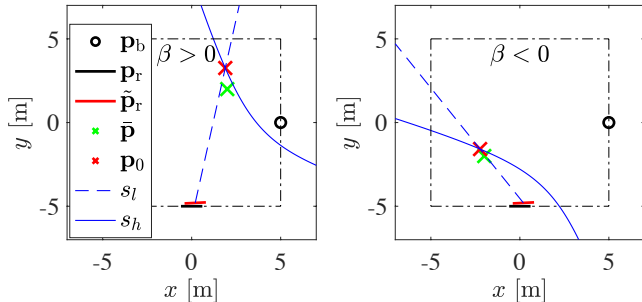 β > 0
β < 0
p_b
p_r
p̃_r
p̄
p_0
s_l
s_h
y [m]
5
0
-5
-5
0
5
x [m]
y [m]
5
0
-5
-5
0
5
x [m]